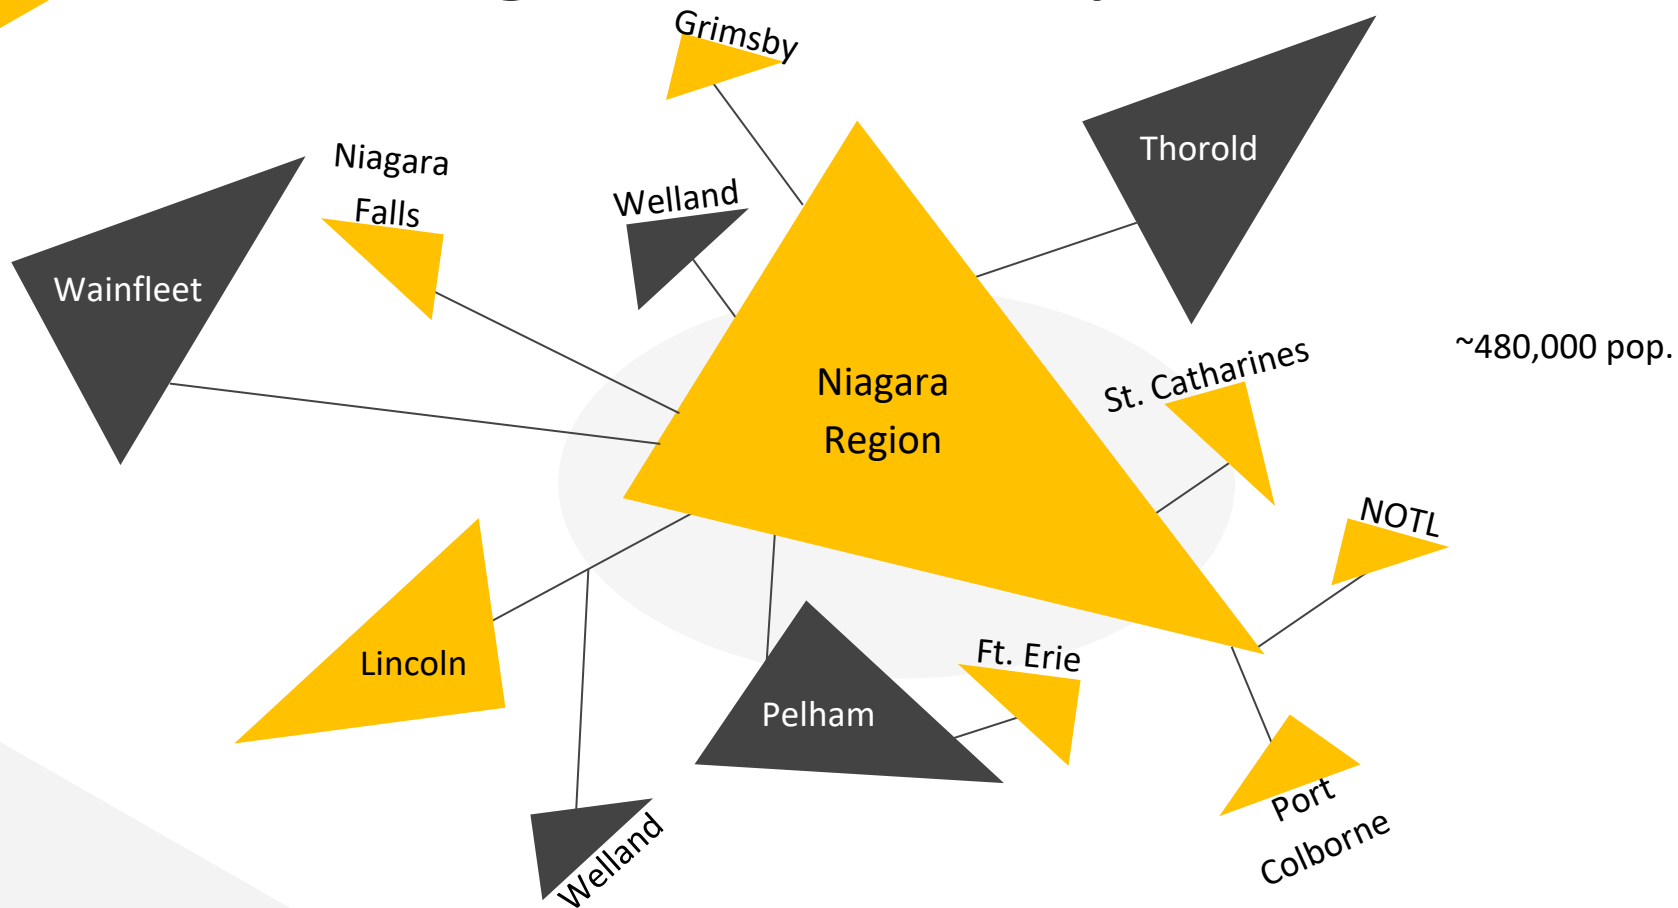 Grimsby
Thorold
Niagara
Falls
Welland
Wainfleet
~480,000 pop.
St. Catharines
Niagara
Region
NOTL
Lincoln
Ft. Erie
Pelham
Port
Colborne
Welland